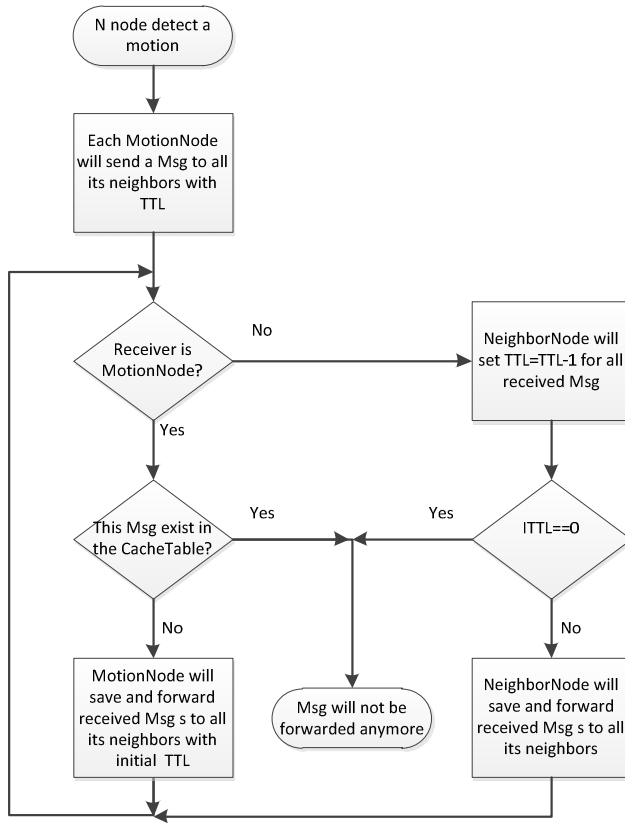 N node detect a
motion
Each MotionNode
will send a Msg to all
its neighbors with
TTL
Receiver is
MotionNode?
No
NeighborNode will
set TTL=TTL-1 for all
received Msg
Yes
This Msg exist in
the CacheTable?
Yes
Yes
ITTL==0
No
No
MotionNode will
save and forward
received Msg s to all
its neighbors with
initial TTL
Msg will not be
forwarded anymore
NeighborNode will
save and forward
received Msg s to all
its neighbors